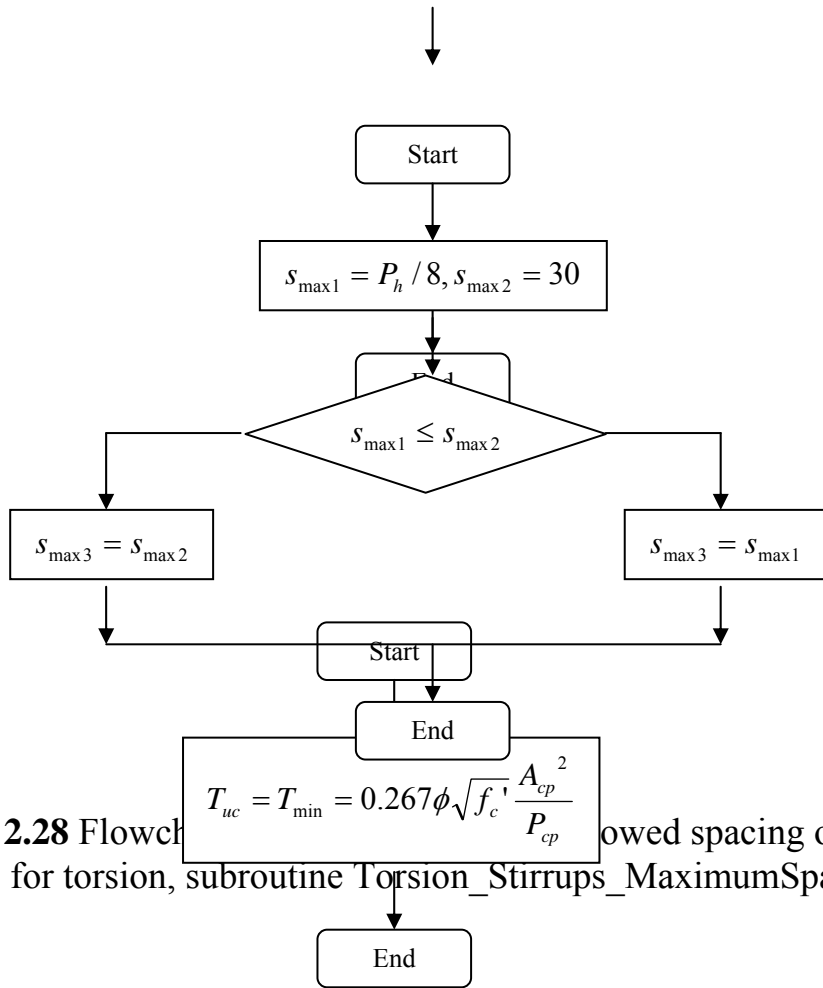 Start
s_max1 = P_h / 8, s_max2 = 30
End
s_max1 ≤ s_max2
s_max3 = s_max2
s_max3 = s_max1
Start
End
T_uc = T_min = 0.267ϕ√f_c' A_cp² / P_cp
2.28 Flowch owed spacing o
for torsion, subroutine Torsion_Stirrups_MaximumSpa
End